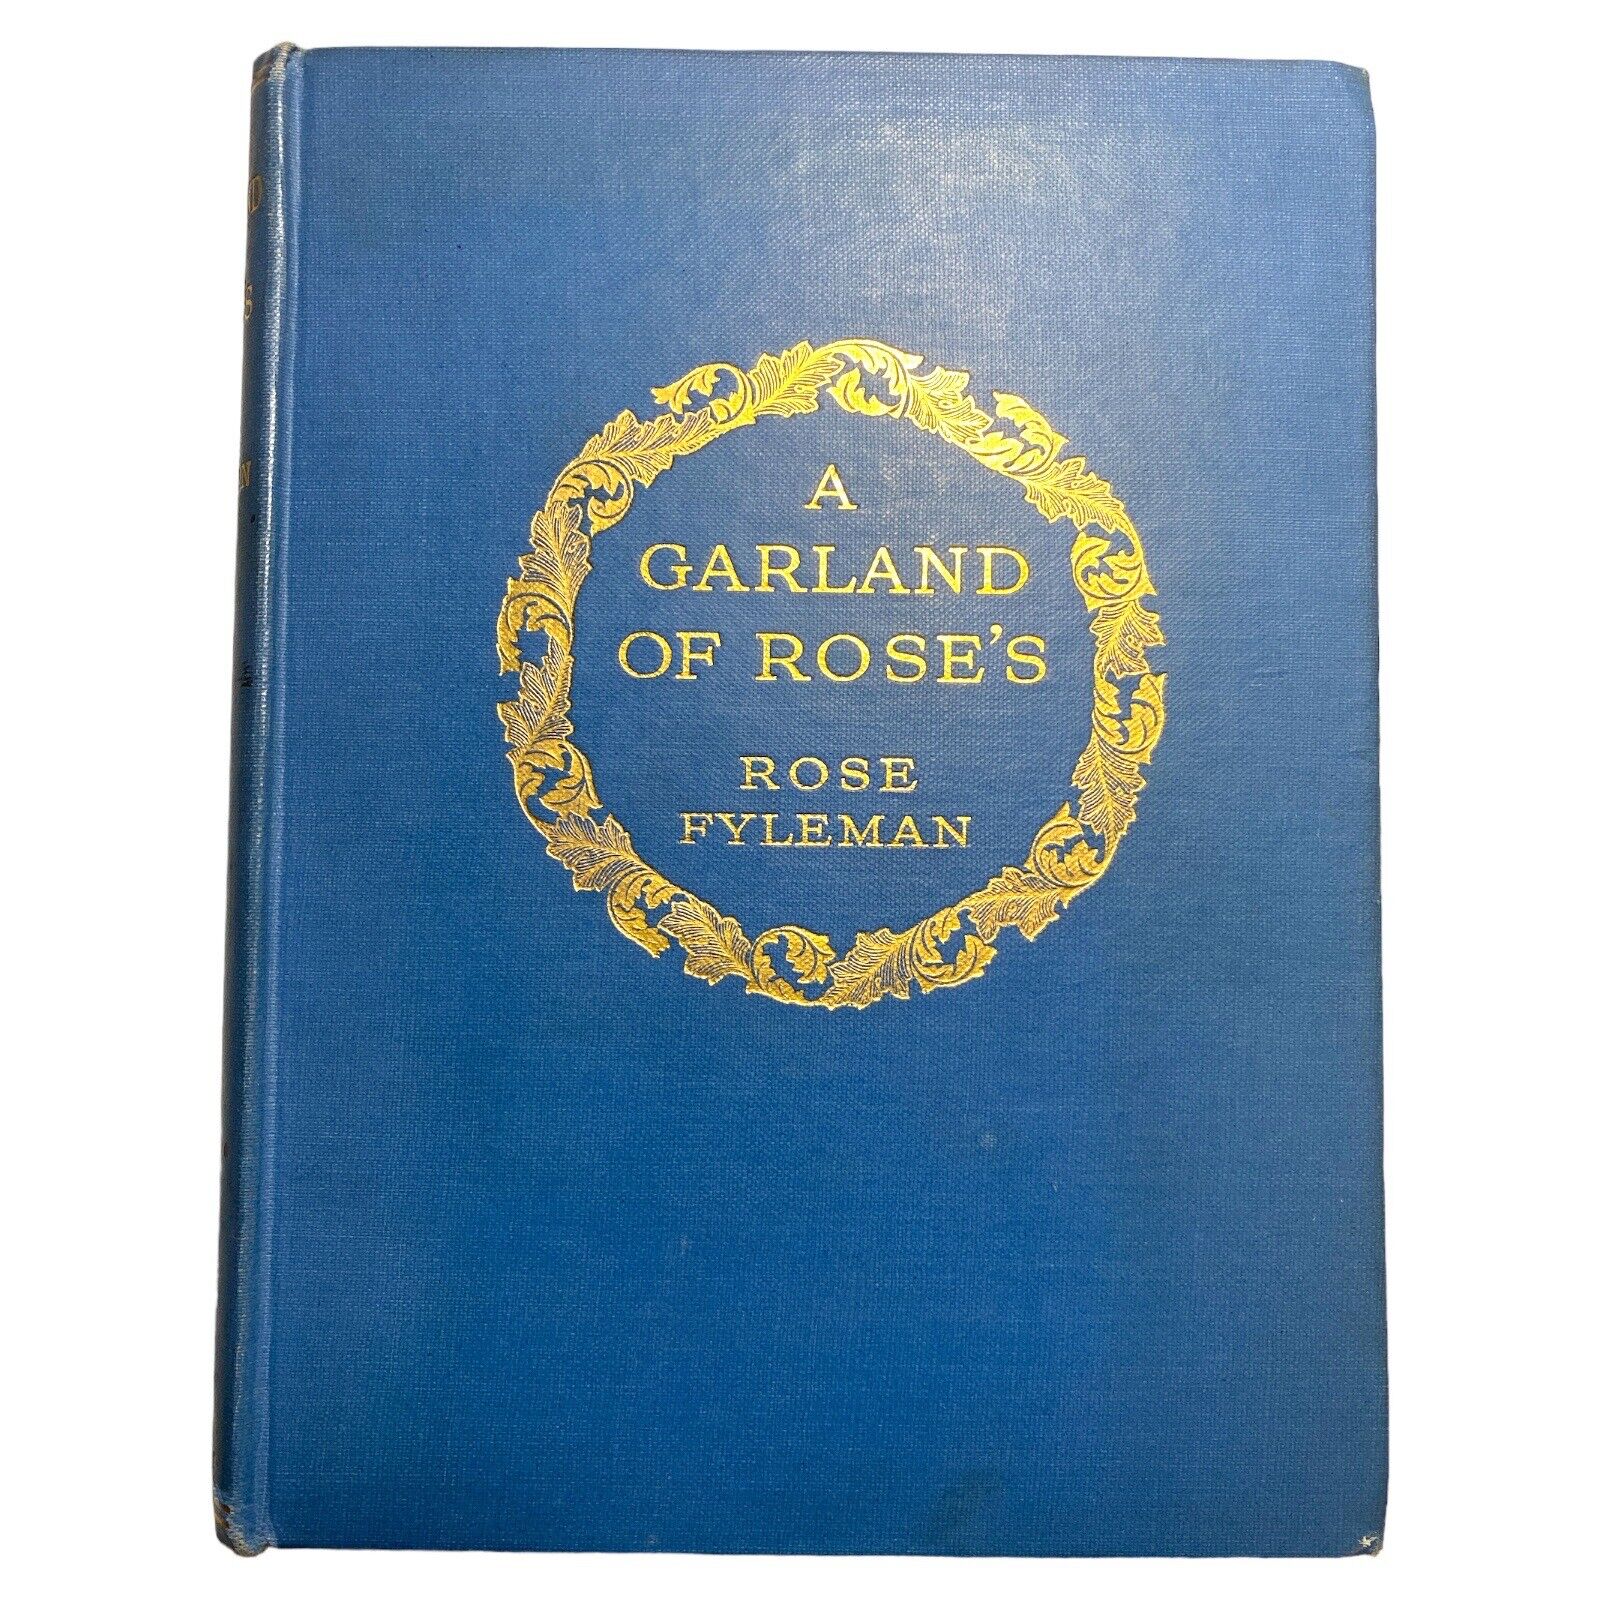 A
GARLAND
OF ROSE'S
ROSE
FYLEMAN